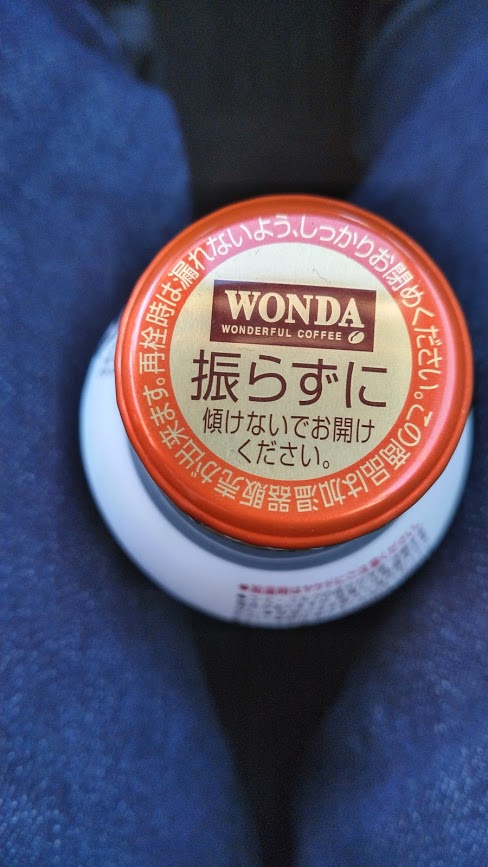 WONDA
WONDERFUL COFFEE
振らずに
傾けないでお開け
ください。
再栓時は漏れないよう、しっかりお閉めください。この商品は加温器販売が出来ます。